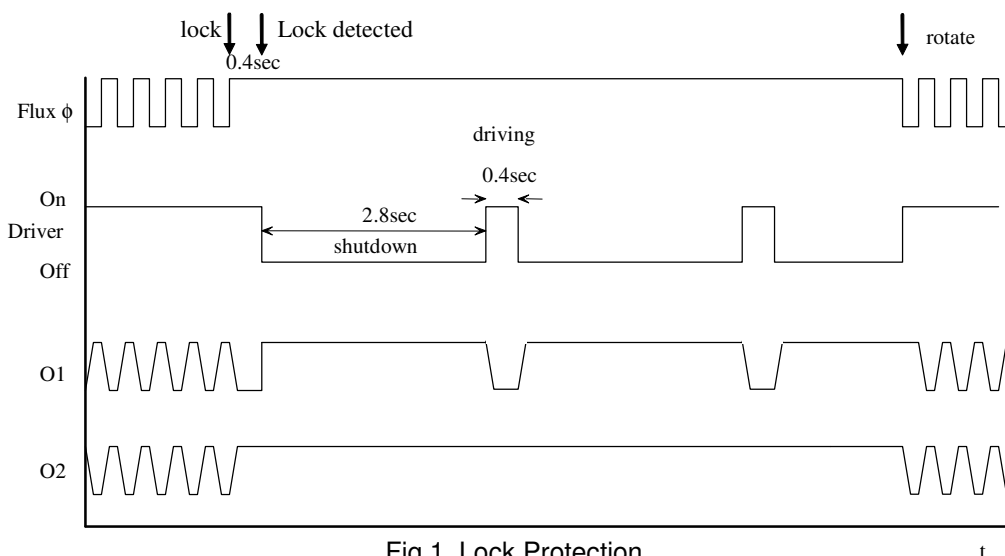 lock
Lock detected
rotate
0.4sec
Flux ϕ
driving
0.4sec
On
2.8sec
Driver
shutdown
Off
O1
O2
Fig.1 Lock Protection
t